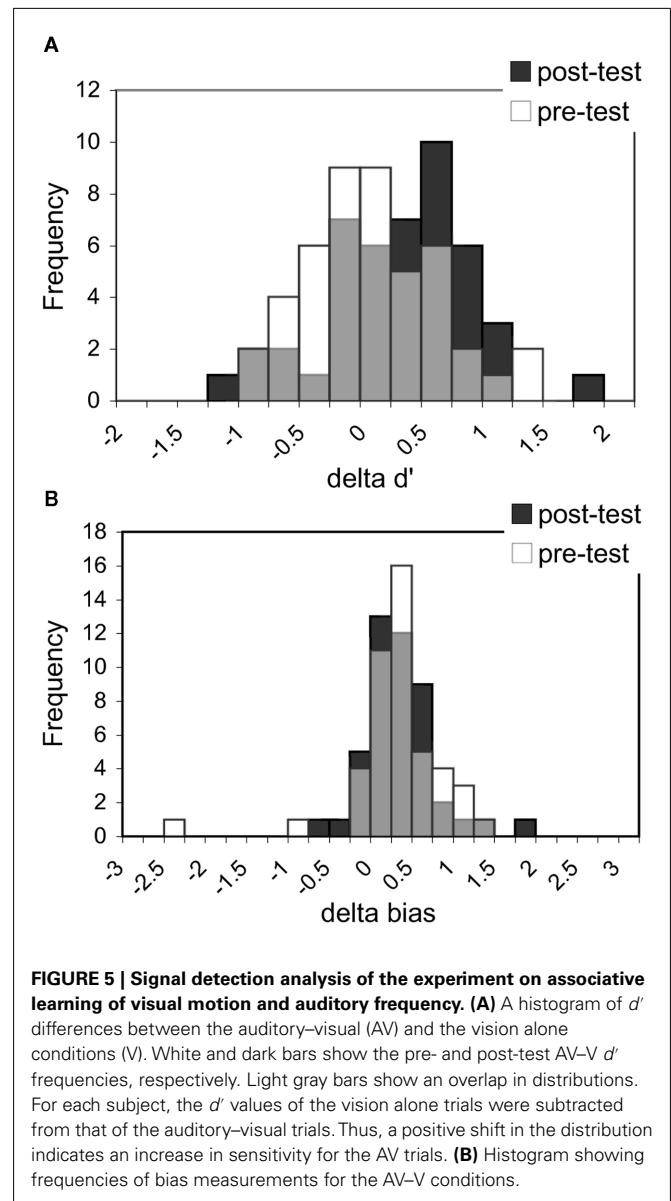 A
post-test
pre-test
12
10
8
6
4
2
0
Frequency
-2
-1.5
-1
-0.5
0
0.5
1
1.5
2
delta d'
B
post-test
pre-test
18
16
14
12
10
8
6
4
2
0
Frequency
-3
-2.5
-2
-1.5
-1
-0.5
0
0.5
1
1.5
2
2.5
3
delta bias
FIGURE 5 | Signal detection analysis of the experiment on associative
learning of visual motion and auditory frequency. (A) A histogram of d′
differences between the auditory–visual (AV) and the vision alone
conditions (V). White and dark bars show the pre- and post-test AV–V d′
frequencies, respectively. Light gray bars show an overlap in distributions.
For each subject, the d′ values of the vision alone trials were subtracted
from that of the auditory–visual trials. Thus, a positive shift in the distribution
indicates an increase in sensitivity for the AV trials. (B) Histogram showing
frequencies of bias measurements for the AV–V conditions.